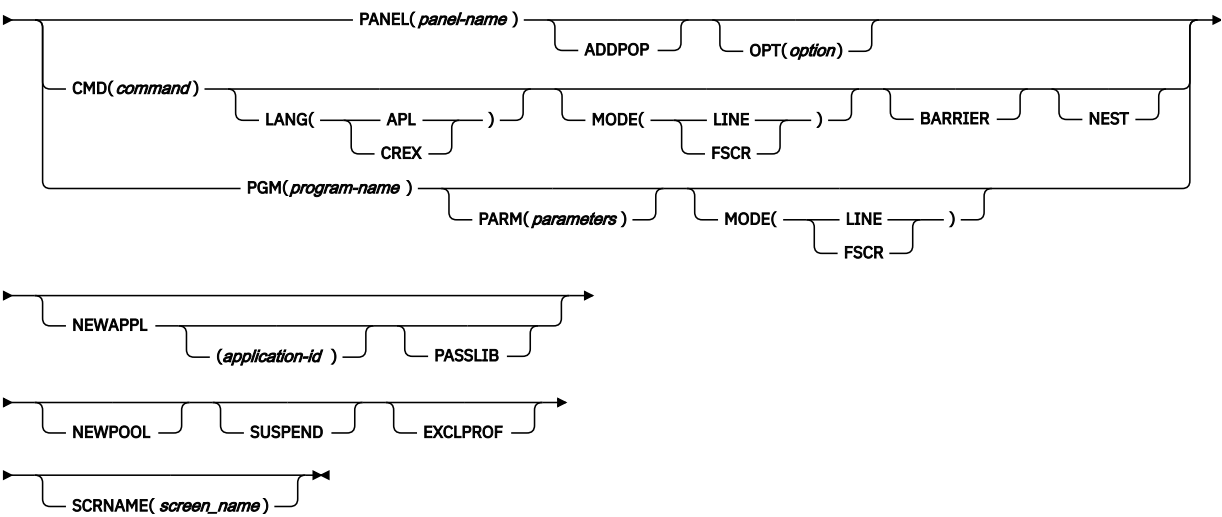 PANEL( panel-name )
ADDPOP OPT( option)
CMD( command)
LANG( APL ) MODE( LINE ) BARRIER NEST
CREX FSCR
PGM( program-name )
PARM( parameters) MODE( LINE )
FSCR
NEWAPPL
(application-id ) PASSLIB
NEWPOOL SUSPEND EXCLPROF
SCRNAME( screen_name)